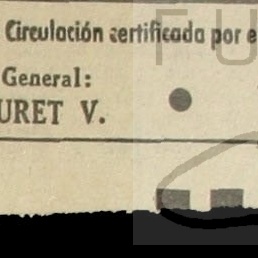 Circulación certificada por e
General:
URET V.
F U